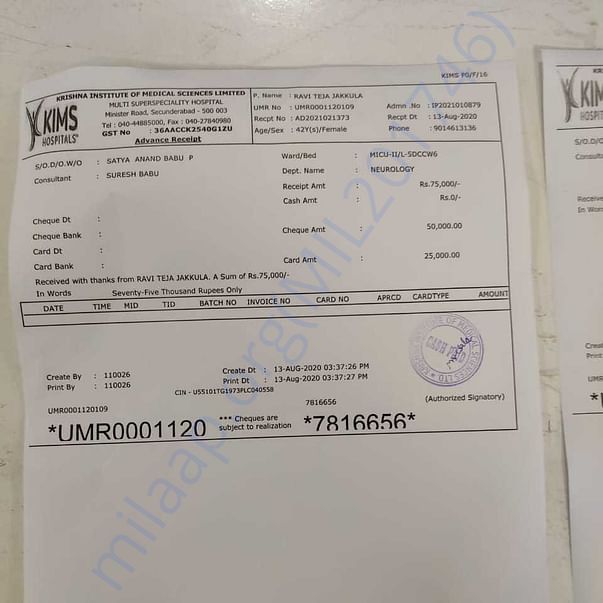 KIMS P0/F/16
KRISHNA INSTITUTE OF MEDICAL SCIENCES LIMITED
MULTI SUPERSPECIALITY HOSPITAL
Minister Road, Secunderabad - 500 003
Tel : 040-44885000, Fax : 040-27840980
GST No : 36AACCK2540G1ZU
Advance Receipt
KIMS
HOSPITALS
P. Name : RAVI TEJA JAKKULA
UMR No : UMR0001120109 Admn .No : IP2021010879
Recpt No : AD2021021373 Recpt Dt : 13-Aug-2020
Age/Sex : 42Y(s)/Female Phone : 9014613136
S/O.D/O.W/O : SATYA ANAND BABU P Ward/Bed : MICU-II/L-5DCCW6
Consultant : SURESH BABU Dept. Name : NEUROLOGY
Receipt Amt : Rs.75,000/-
Cash Amt : Rs.0/-
Cheque Dt :
Cheque Bank : Cheque Amt : 50,000.00
Card Dt :
Card Bank : Card Amt : 25,000.00
Received with thanks from RAVI TEJA JAKKULA. A Sum of Rs.75,000/-
In Words Seventy-Five Thousand Rupees Only
DATE TIME MID TID BATCH NO INVOICE NO CARD NO APRCD CARDTYPE AMOUNT
Create By : 110026 Create Dt : 13-AUG-2020 03:37:26 PM
Print By : 110026 Print Dt : 13-Aug-2020 03:37:27 PM
CIN - U55101TG1973PLC040558
UMR0001120109 7816656 (Authorized Signatory)
*UMR0001120 *** Cheques are subject to realization *7816656*
milaap.org(MIL201746)
S/O.D/
Consulta
Receive
In Word
Creat
Print
UMR